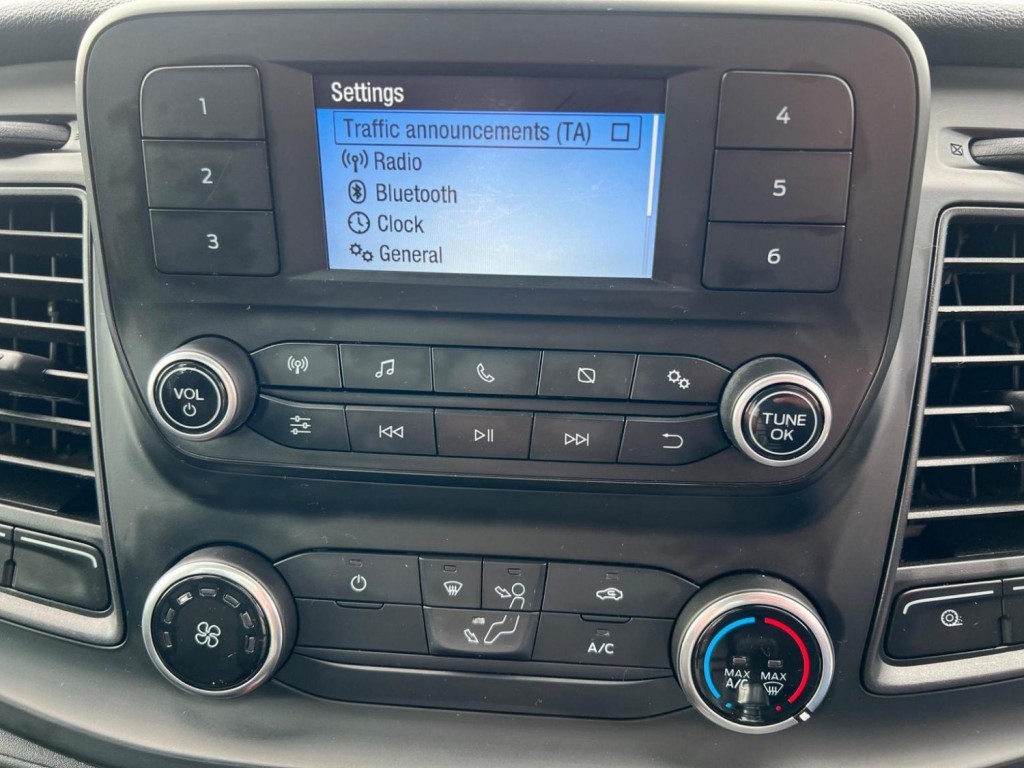 1
2
3
Settings
Traffic announcements (TA)
Radio
Bluetooth
Clock
General
4
5
6
VOL
TUNE
OK
A/C
MAX
A/C
MAX